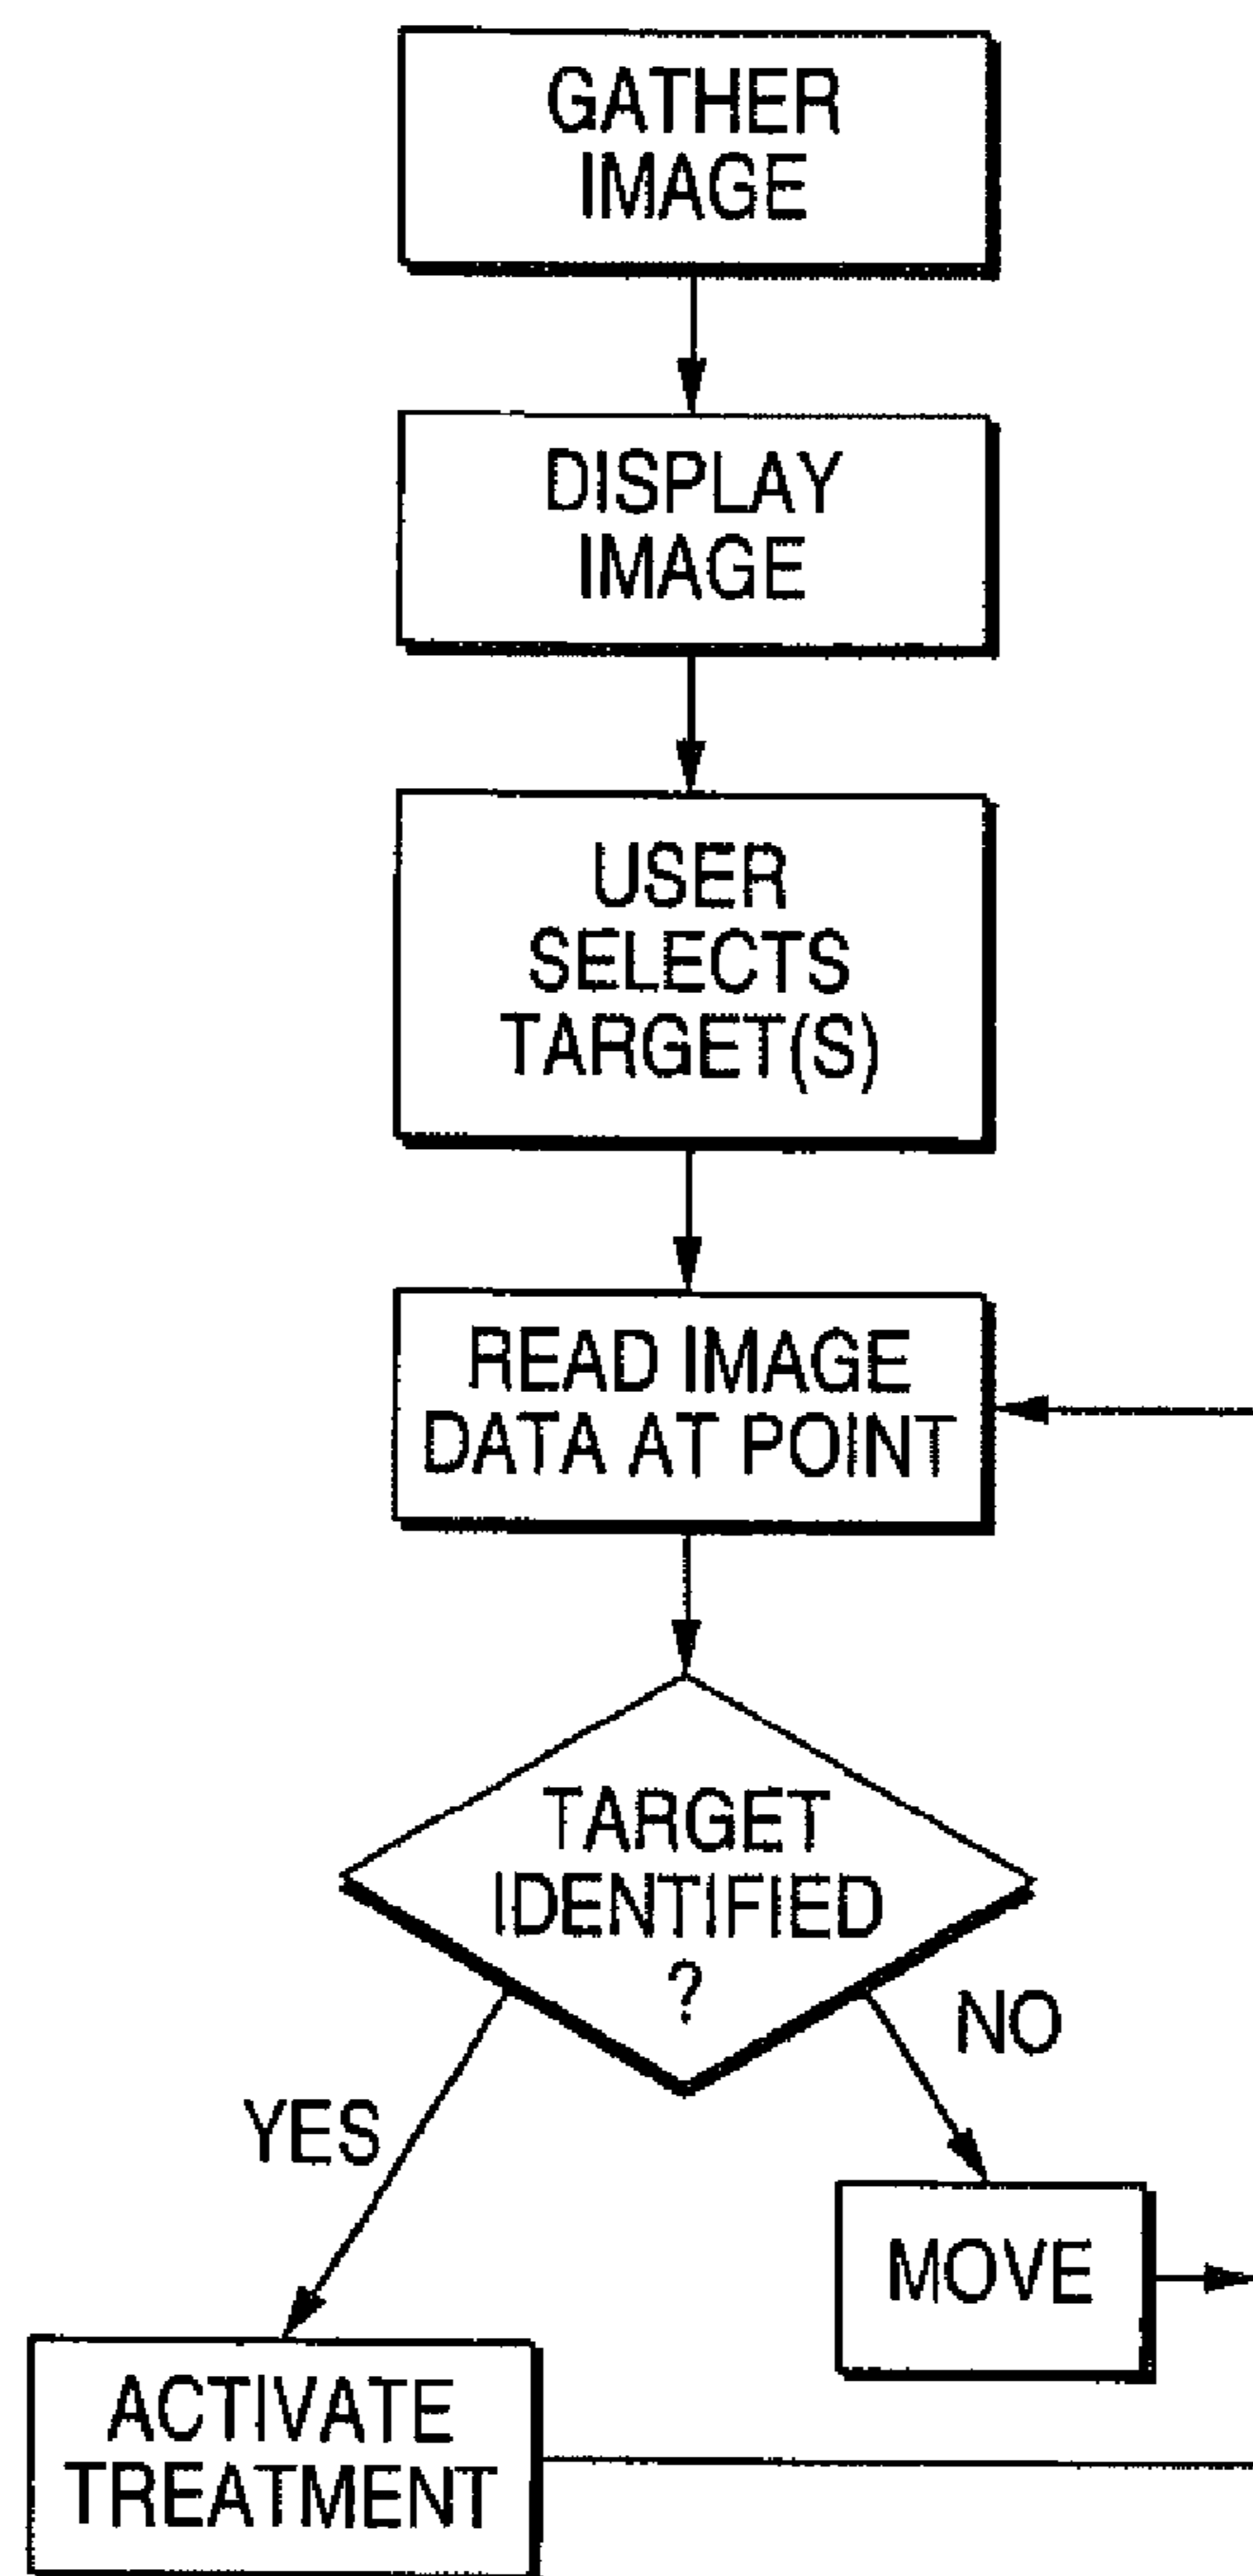 GATHER
IMAGE
DISPLAY
IMAGE
USER
SELECTS
TARGET(S)
READ IMAGE
DATA AT POINT
TARGET
IDENTIFIED
?
NO
YES
MOVE
ACTIVATE
TREATMENT